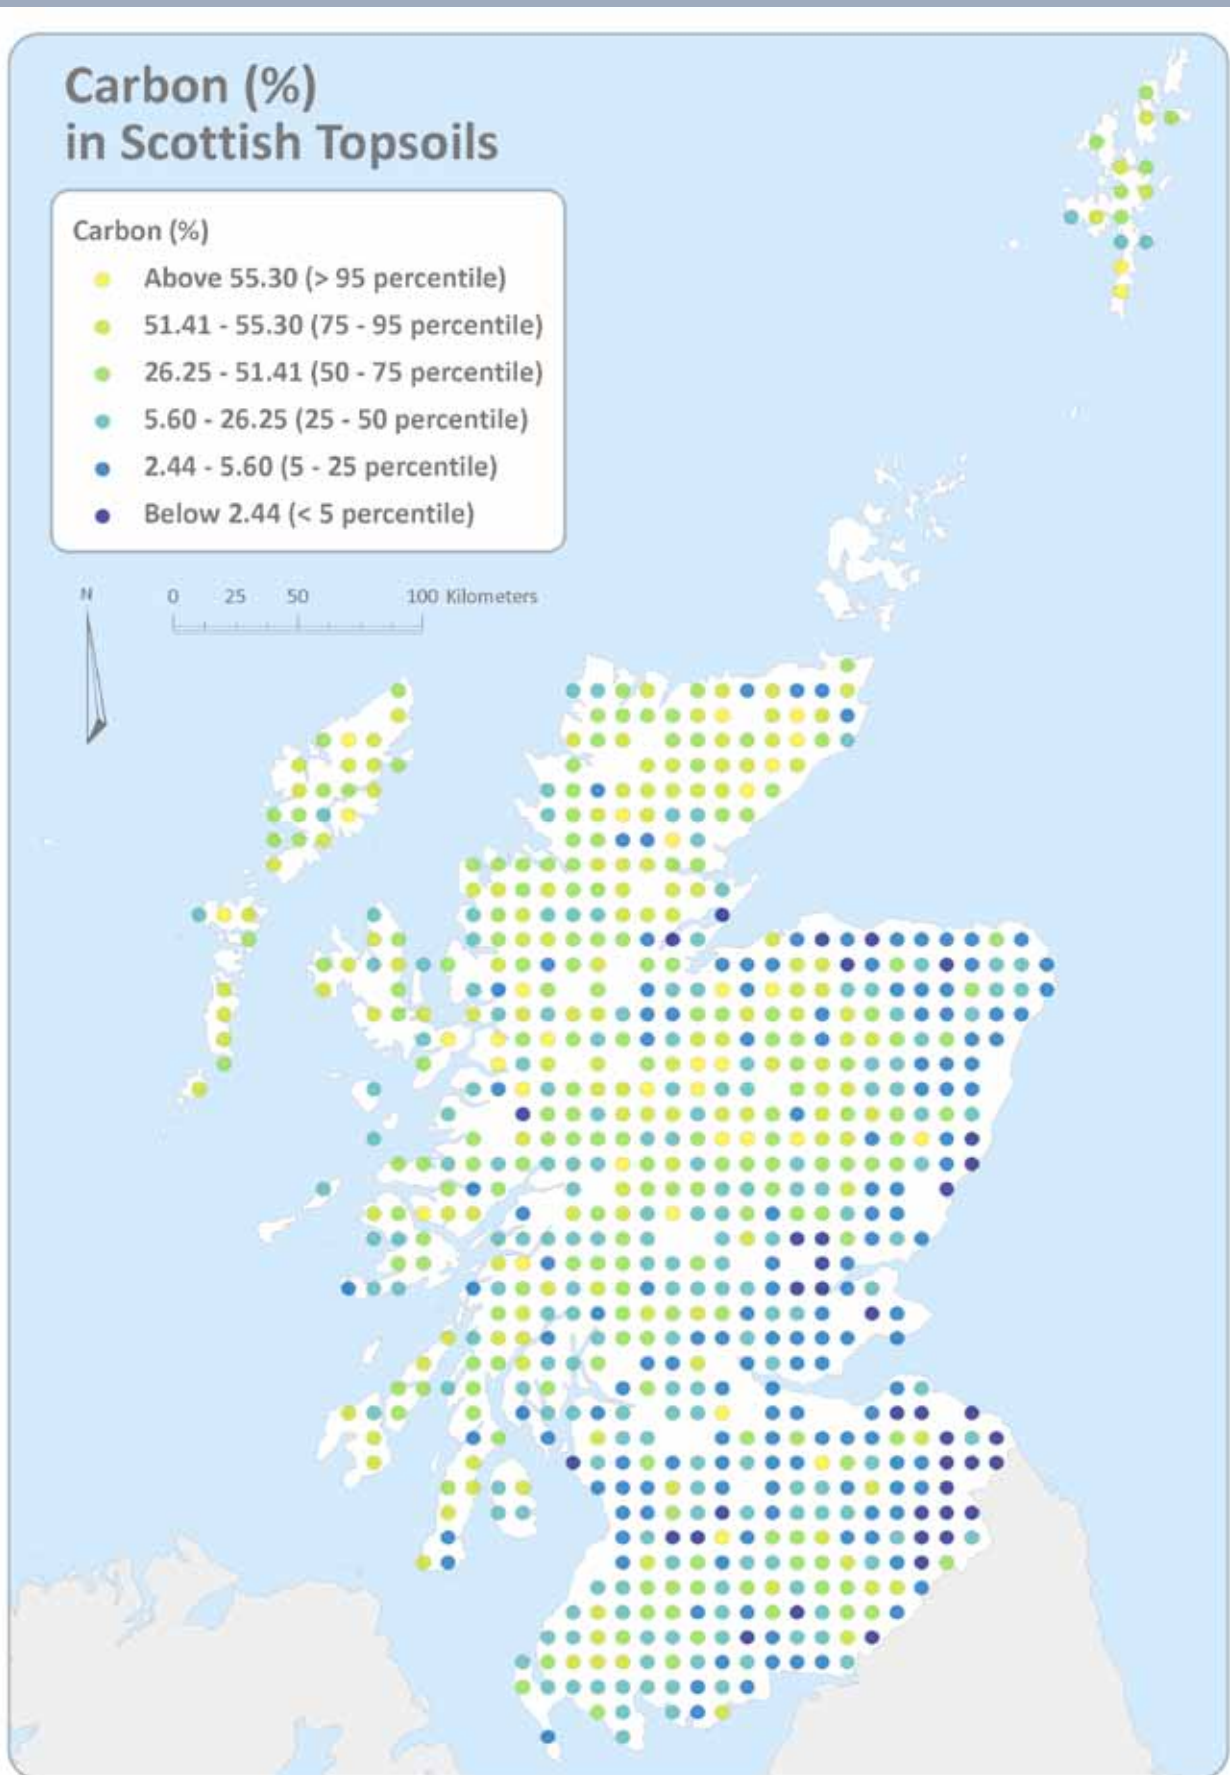 Carbon (%)
in Scottish Topsoils
Carbon (%)
Above 55.30 (> 95 percentile)
51.41 - 55.30 (75 - 95 percentile)
26.25 - 51.41 (50 - 75 percentile)
5.60 - 26.25 (25 - 50 percentile)
2.44 - 5.60 (5 - 25 percentile)
Below 2.44 (< 5 percentile)
N
0 25 50 100 Kilometers